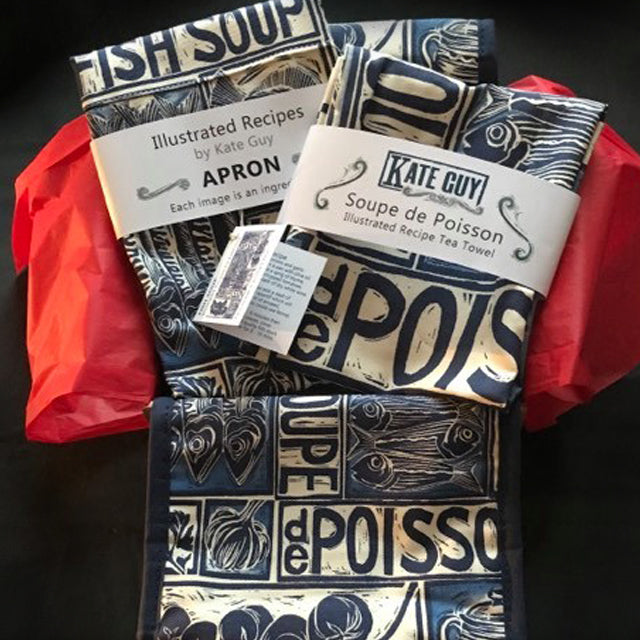 FISH SOUP
Illustrated Recipes
by Kate Guy
APRON
Each image is an
KATE GUY
Soupe de Poisson
Illustrated Recipe Tea Towel
de POIS
OUPE
de POISSO